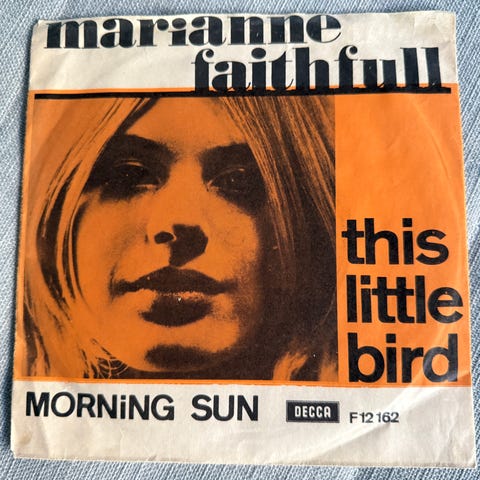 marianne
faithfull
this
little
bird
MORNiNG SUN
DECCA
F 12 162